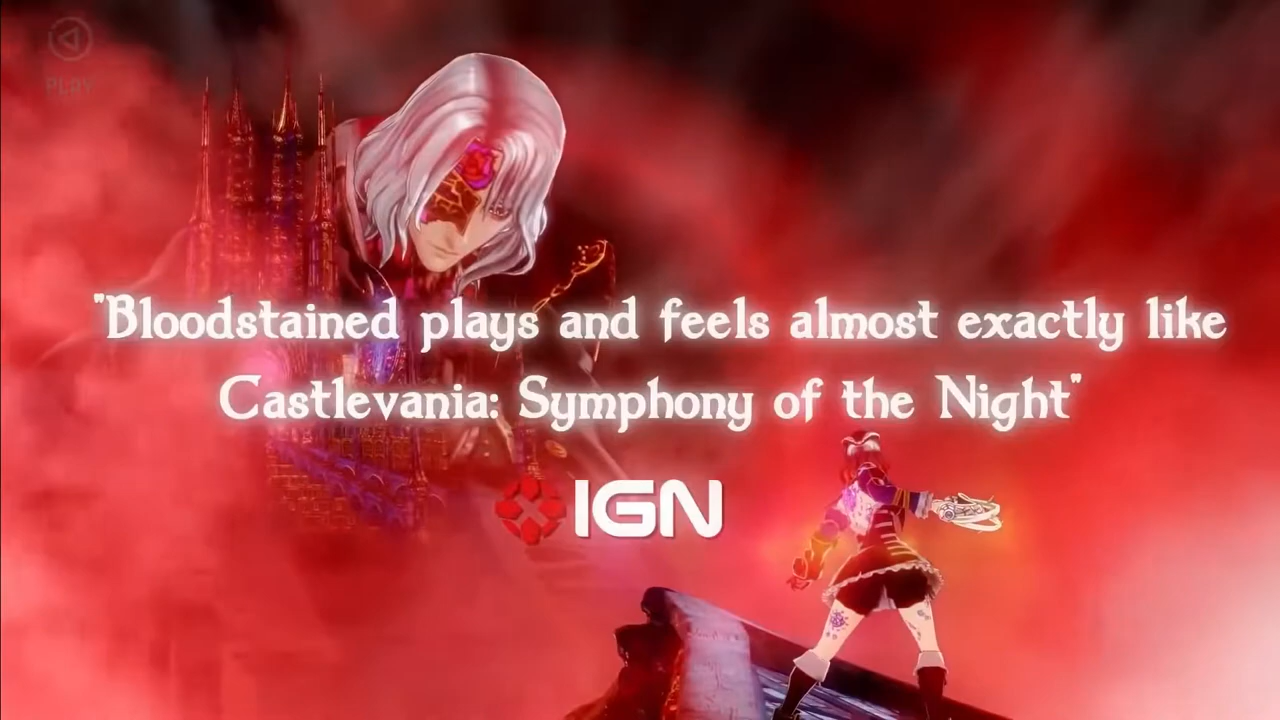 PLAY
"Bloodstained plays and feels almost exactly like
Castlevania: Symphony of the Night"
IGN